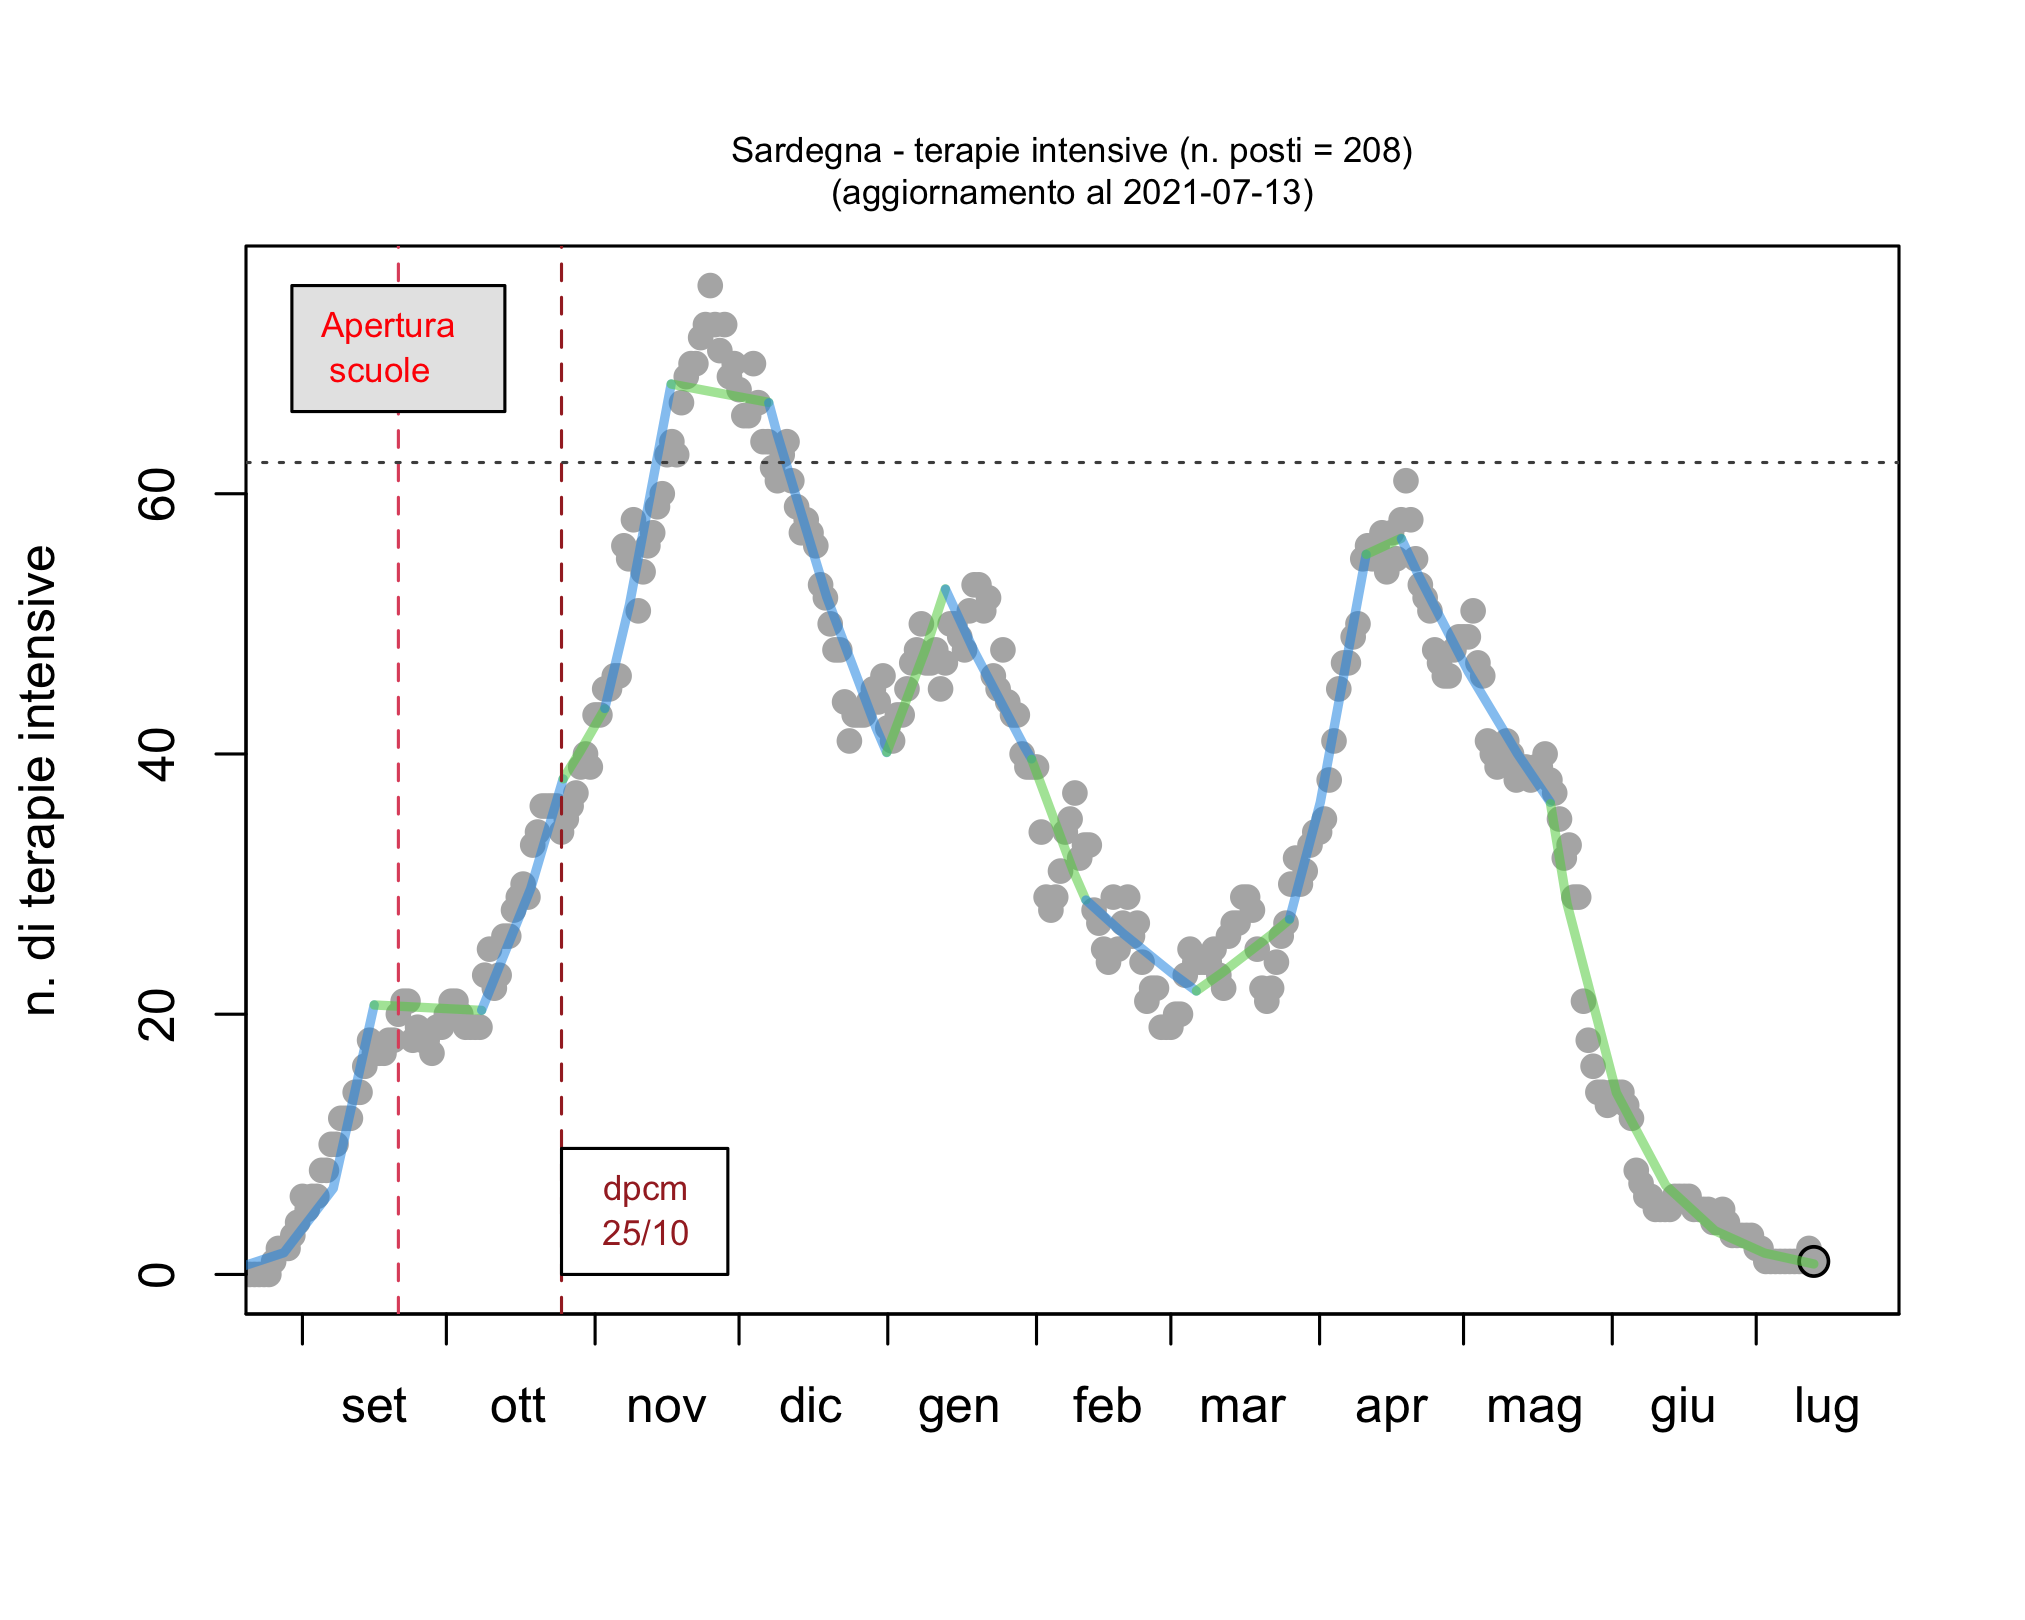 Sardegna - terapie intensive (n. posti = 208)
(aggiornamento al 2021-07-13)
Apertura
scuole
dpcm
25/10
n. di terapie intensive
60
40
20
0
set ott nov dic gen feb mar apr mag giu lug